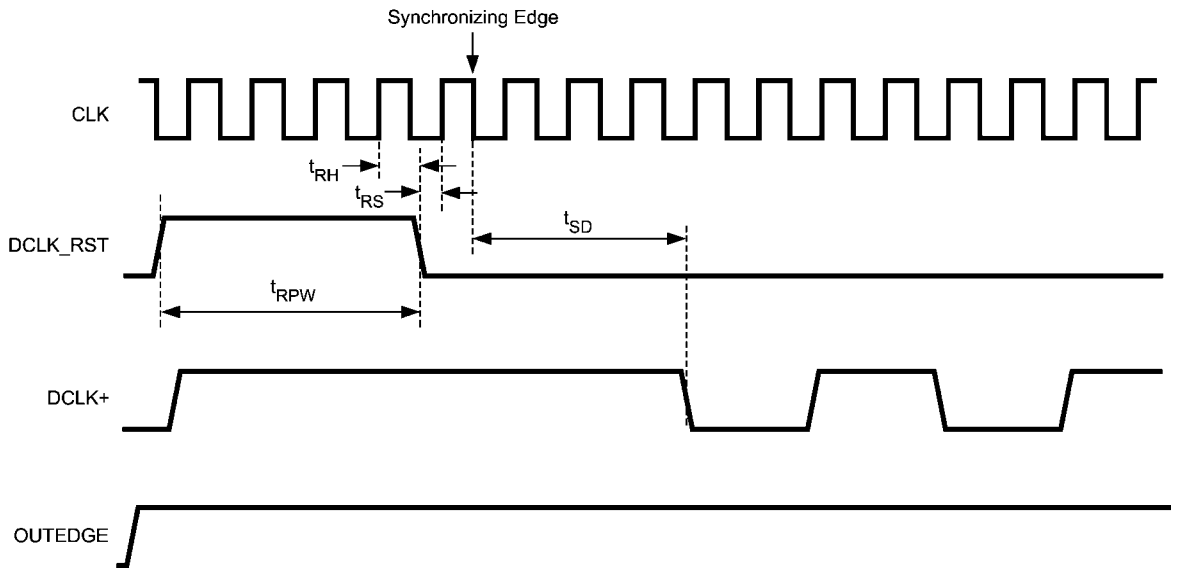 Synchronizing Edge
CLK
tRH
tRS
DCLK_RST
tSD
tRPW
DCLK+
OUTEDGE